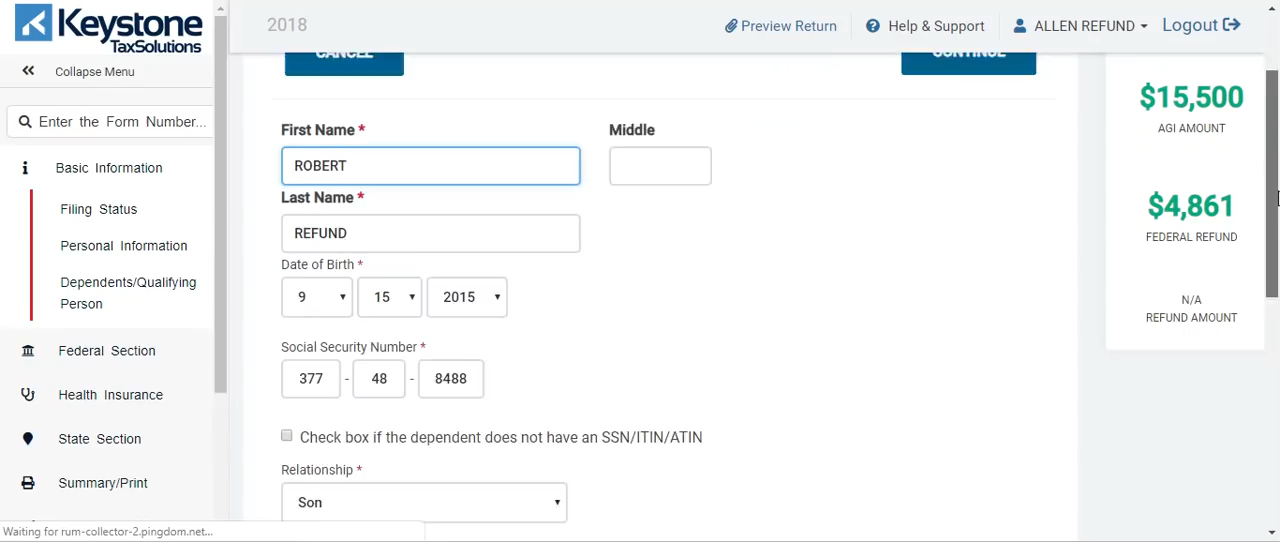 Keystone
TaxSolutions
2018
Preview Return
Help & Support
ALLEN REFUND
Logout
Collapse Menu
Enter the Form Number...
Basic Information
Filing Status
Personal Information
Dependents/Qualifying
Person
Federal Section
Health Insurance
State Section
Summary/Print
CANCEL
CONTINUE
First Name *
Middle
ROBERT
Last Name *
REFUND
Date of Birth *
9 15 2015
Social Security Number *
377 - 48 - 8488
Check box if the dependent does not have an SSN/ITIN/ATIN
Relationship *
Son
$15,500
AGI AMOUNT
$4,861
FEDERAL REFUND
N/A
REFUND AMOUNT
Waiting for rum-collector-2.pingdom.net...